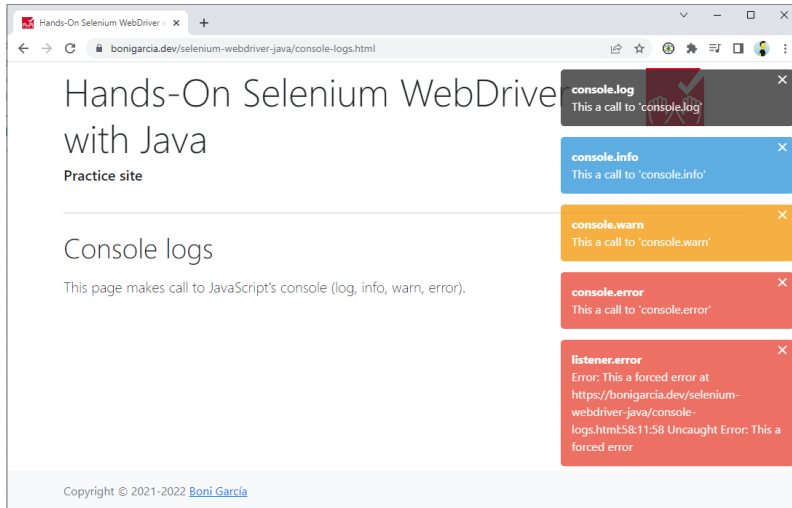 Hands-On Selenium WebDriver v
bonigarcia.dev/selenium-webdriver-java/console-logs.html
Hands-On Selenium WebDriver
with Java
Practice site
Console logs
This page makes call to JavaScript's console (log, info, warn, error).
console.log
This a call to 'console.log'
console.info
This a call to 'console.info'
console.warn
This a call to 'console.warn'
console.error
This a call to 'console.error'
listener.error
Error: This a forced error at
https://bonigarcia.dev/selenium-
webdriver-java/console-
logs.html:58:11:58 Uncaught Error: This a
forced error
Copyright © 2021-2022 Boni García